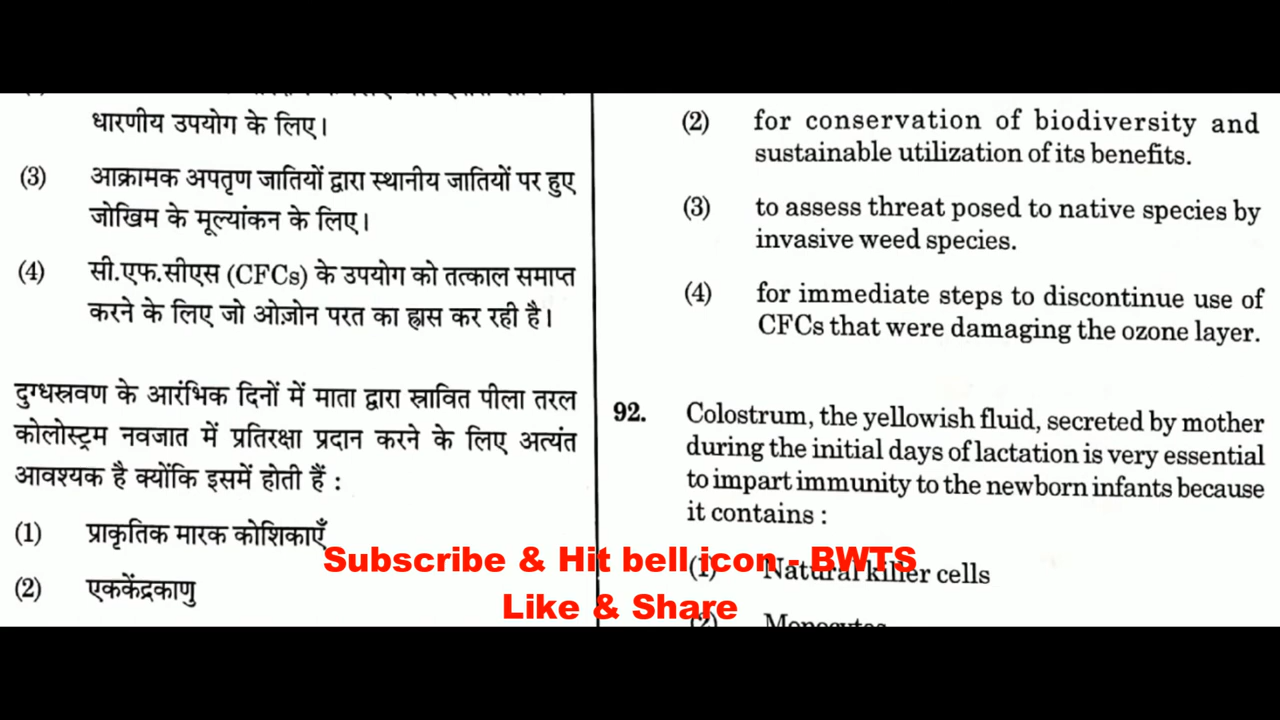 धारणीय उपयोग के लिए।
(3) आक्रामक अपतृण जातियों द्वारा स्थानीय जातियों पर हुए
जोखिम के मूल्यांकन के लिए।
(4) सी.एफ.सीएस (CFCs) के उपयोग को तत्काल समाप्त
करने के लिए जो ओज़ोन परत का ह्रास कर रही है।
दुग्धस्रवण के आरंभिक दिनों में माता द्वारा स्रावित पीला तरल
कोलोस्ट्रम नवजात में प्रतिरक्षा प्रदान करने के लिए अत्यंत
आवश्यक है क्योंकि इसमें होती हैं :
(1) प्राकृतिक मारक कोशिकाएँ
(2) एककेंद्रकाणु
(2) for conservation of biodiversity and
sustainable utilization of its benefits.
(3) to assess threat posed to native species by
invasive weed species.
(4) for immediate steps to discontinue use of
CFCs that were damaging the ozone layer.
92. Colostrum, the yellowish fluid, secreted by mother
during the initial days of lactation is very essential
to impart immunity to the newborn infants because
it contains :
(1) Natural killer cells
(2) Monocytes
Subscribe & Hit bell icon - BWTS
Like & Share